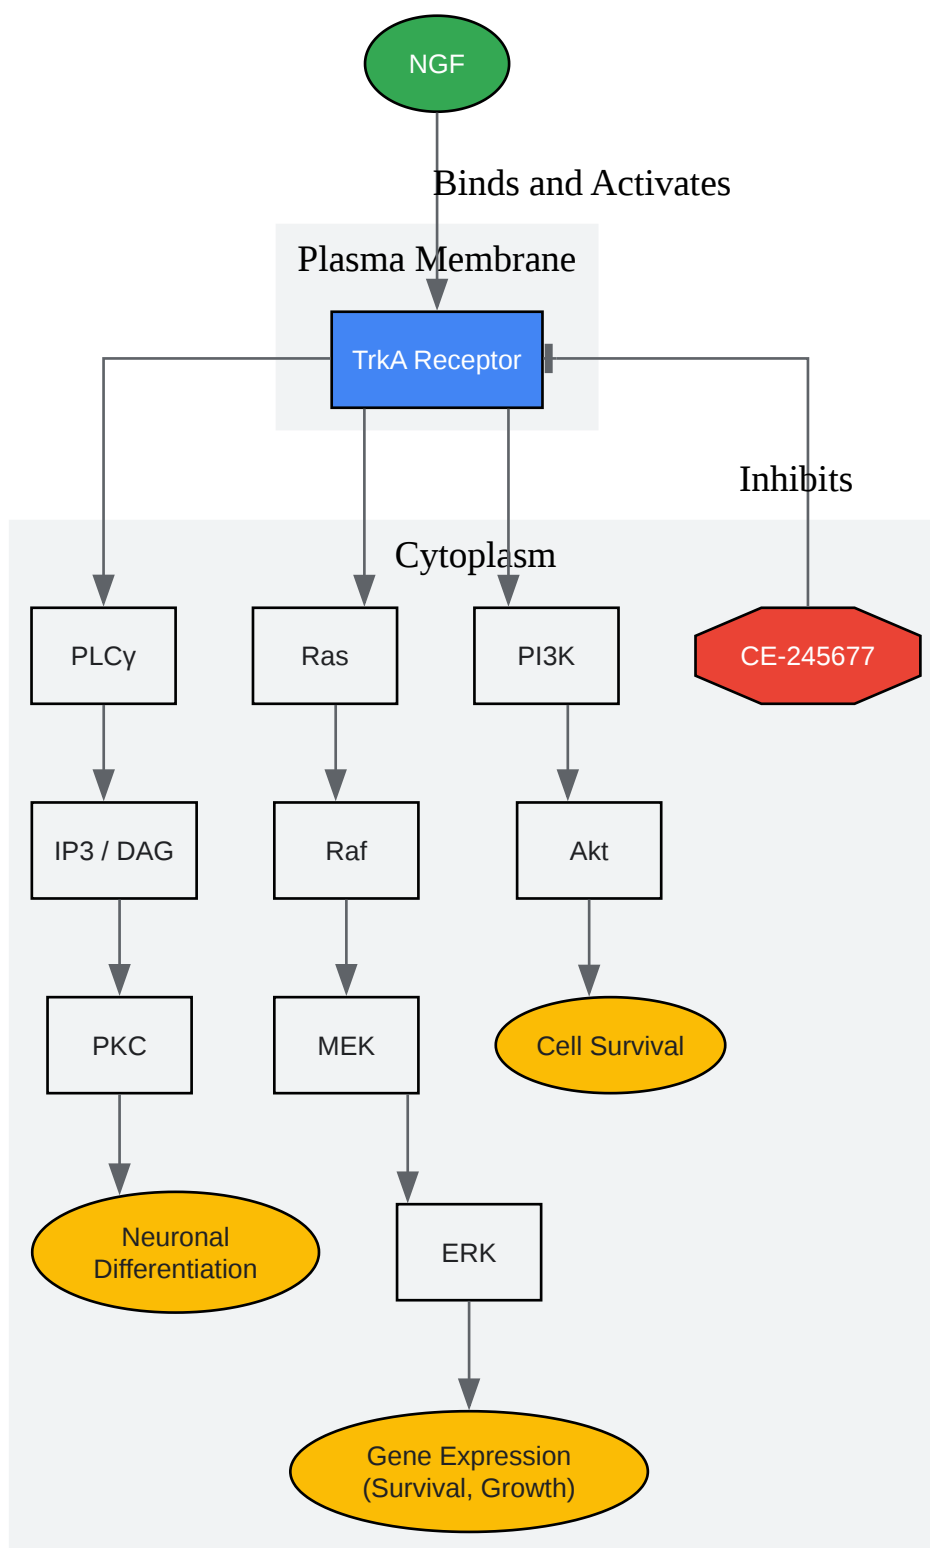 NGF
Binds and Activates
Plasma Membrane
TrkA Receptor
Inhibits
Cytoplasm
PLCγ
Ras
PI3K
CE-245677
IP3 / DAG
Raf
Akt
PKC
MEK
Cell Survival
Neuronal
Differentiation
ERK
Gene Expression
(Survival, Growth)